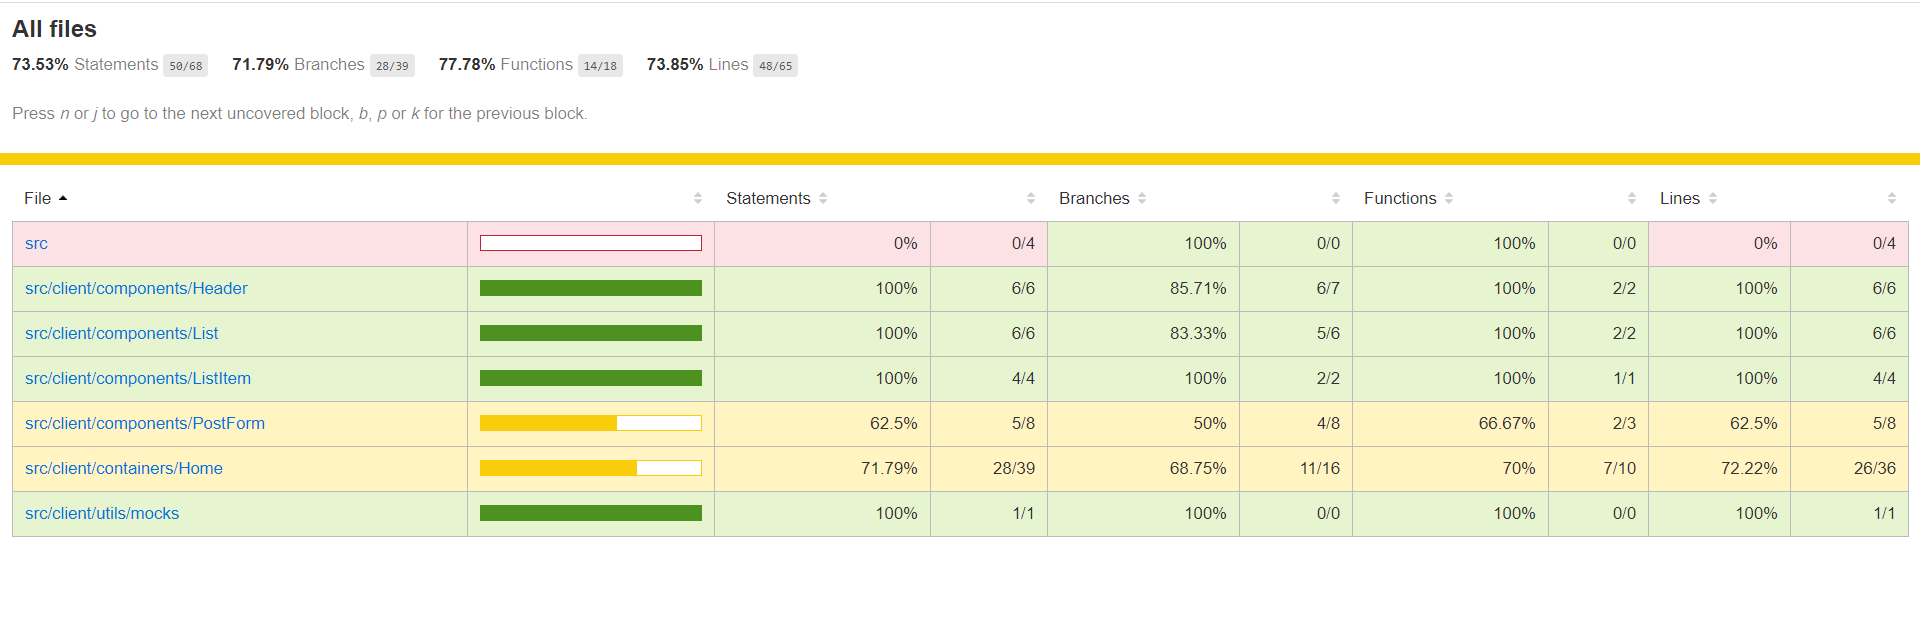 All files
73.53% Statements 50/68 71.79% Branches 28/39 77.78% Functions 14/18 73.85% Lines 48/65
Press n or j to go to the next uncovered block, b, p or k for the previous block.
File Statements Branches Functions Lines
src 0% 0/4 100% 0/0 100% 0/0 0% 0/4
src/client/components/Header 100% 6/6 85.71% 6/7 100% 2/2 100% 6/6
src/client/components/List 100% 6/6 83.33% 5/6 100% 2/2 100% 6/6
src/client/components/ListItem 100% 4/4 100% 2/2 100% 1/1 100% 4/4
src/client/components/PostForm 62.5% 5/8 50% 4/8 66.67% 2/3 62.5% 5/8
src/client/containers/Home 71.79% 28/39 68.75% 11/16 70% 7/10 72.22% 26/36
src/client/utils/mocks 100% 1/1 100% 0/0 100% 0/0 100% 1/1